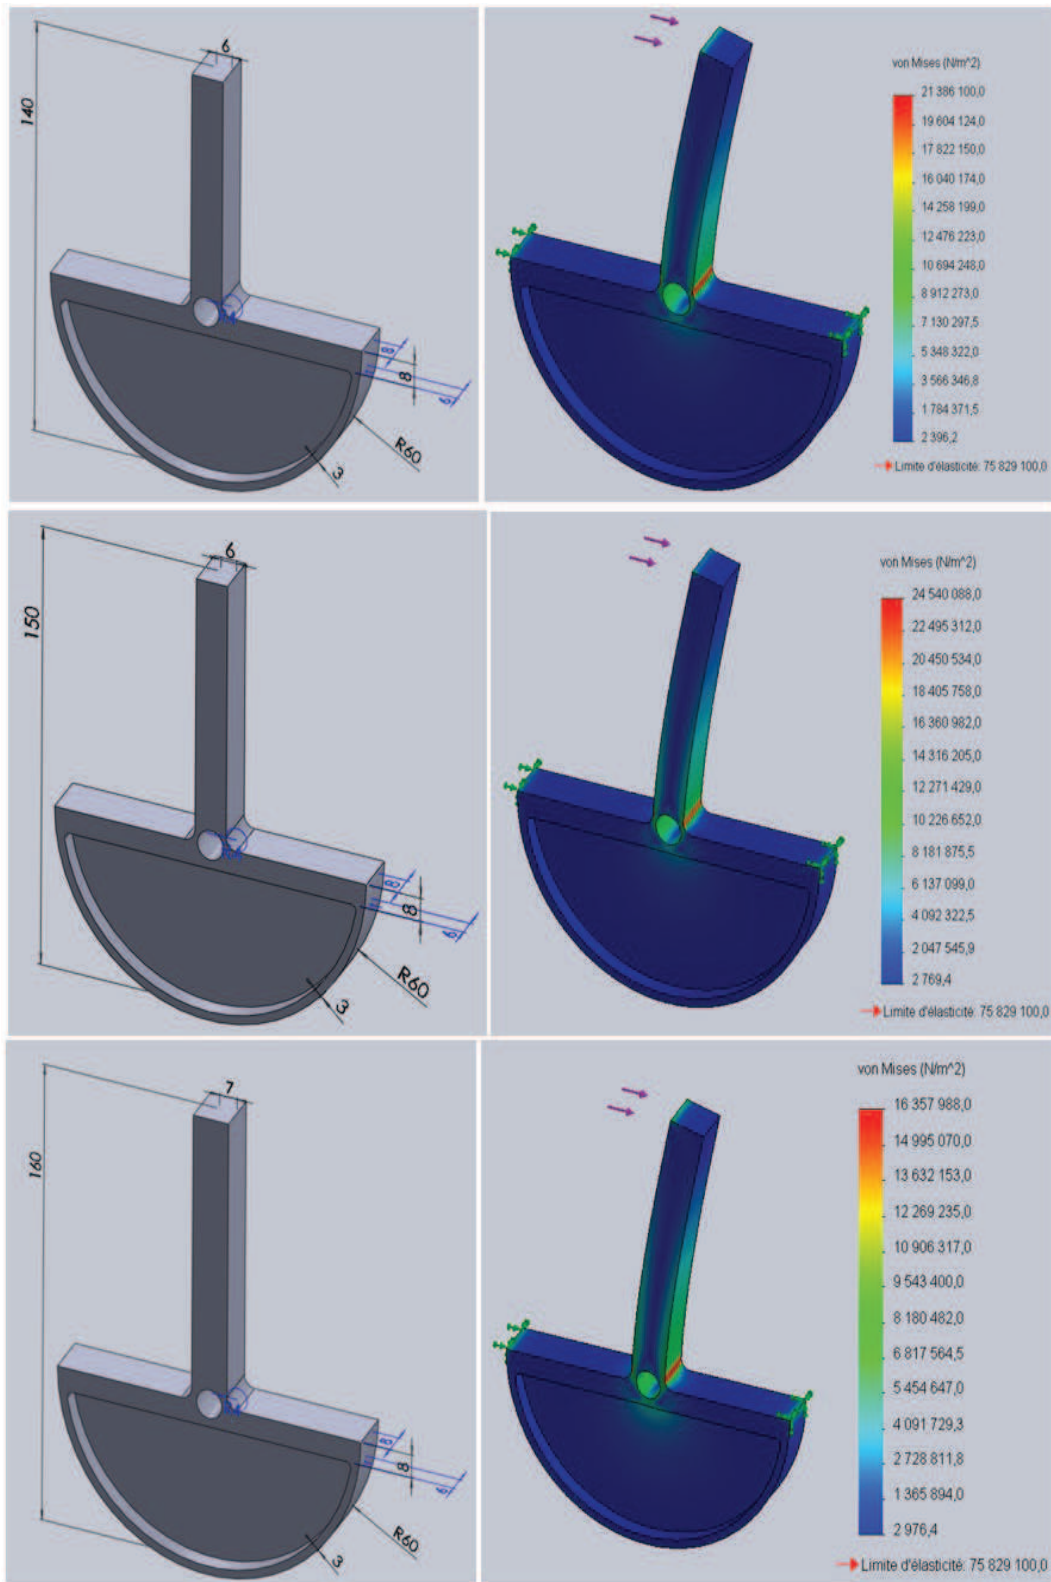 6
140
8
8
6
R60
3
von Mises (N/m^2)
21 386 100,0
19 604 124,0
17 822 150,0
16 040 174,0
14 258 199,0
12 476 223,0
10 694 248,0
8 912 273,0
7 130 297,5
5 348 322,0
3 566 346,8
1 784 371,5
2 396,2
Limite d'élasticité: 75 829 100,0
6
150
8
8
6
R60
3
von Mises (N/m^2)
24 540 088,0
22 495 312,0
20 450 534,0
18 405 758,0
16 360 982,0
14 316 205,0
12 271 429,0
10 226 652,0
8 181 875,5
6 137 099,0
4 092 322,5
2 047 545,9
2 769,4
Limite d'élasticité: 75 829 100,0
7
160
8
8
6
R60
3
von Mises (N/m^2)
16 357 988,0
14 995 070,0
13 632 153,0
12 269 235,0
10 906 317,0
9 543 400,0
8 180 482,0
6 817 564,5
5 454 647,0
4 091 729,3
2 728 811,8
1 365 894,0
2 976,4
Limite d'élasticité: 75 829 100,0